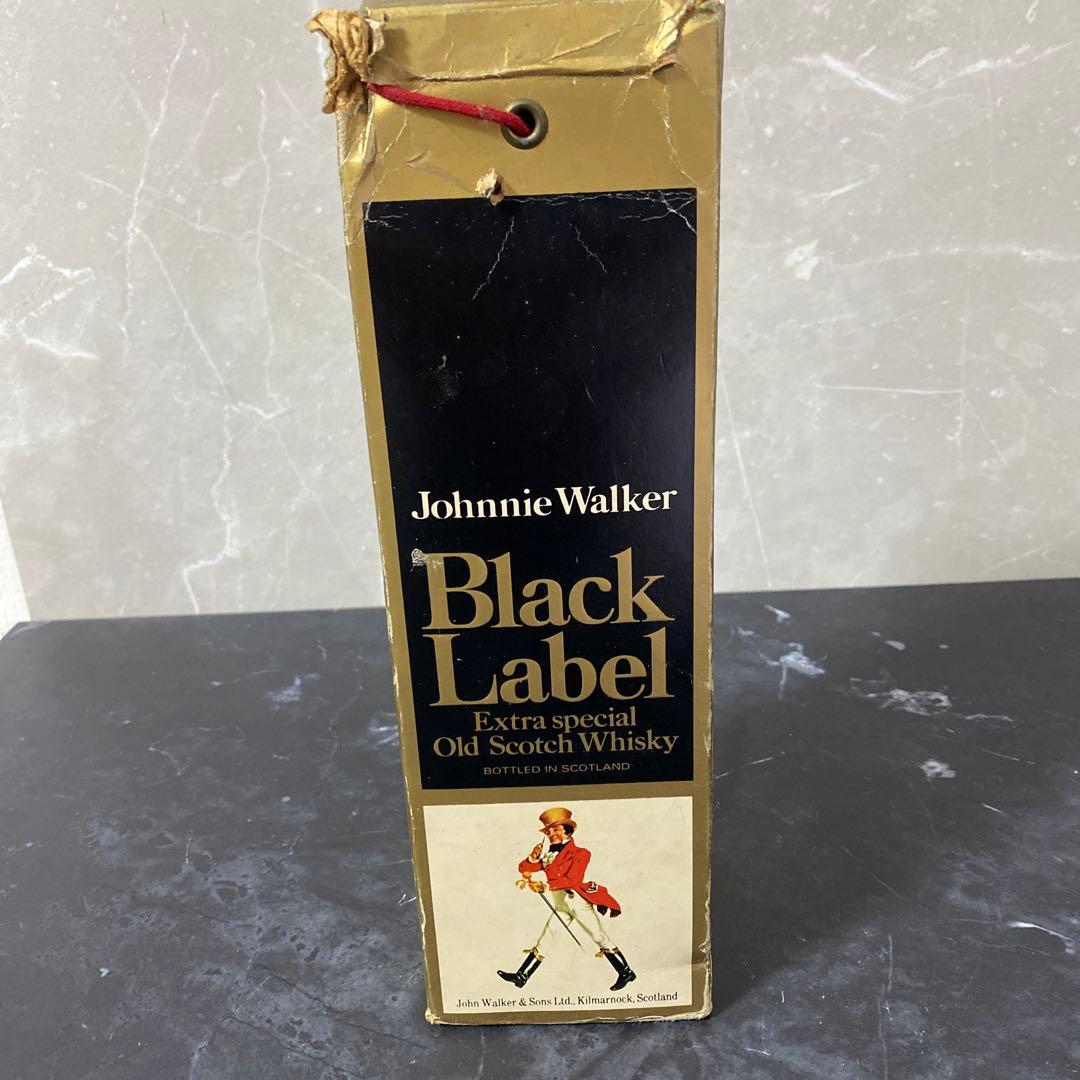 Johnnie Walker
Black
Label
Extra special
Old Scotch Whisky
BOTTLED IN SCOTLAND
John Walker & Sons Ltd., Kilmarnock, Scotland